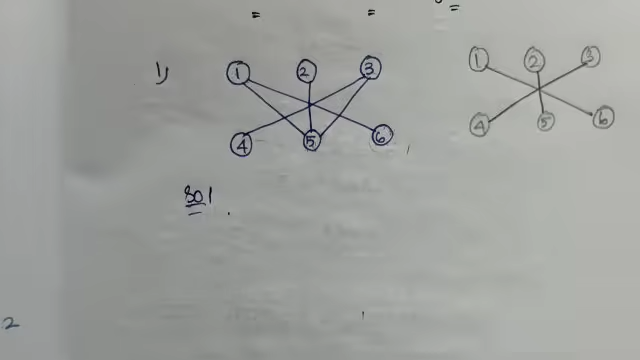 = = =
1) 1 2 3 1 2 3
4 5 6 4 5 6
Sol
2